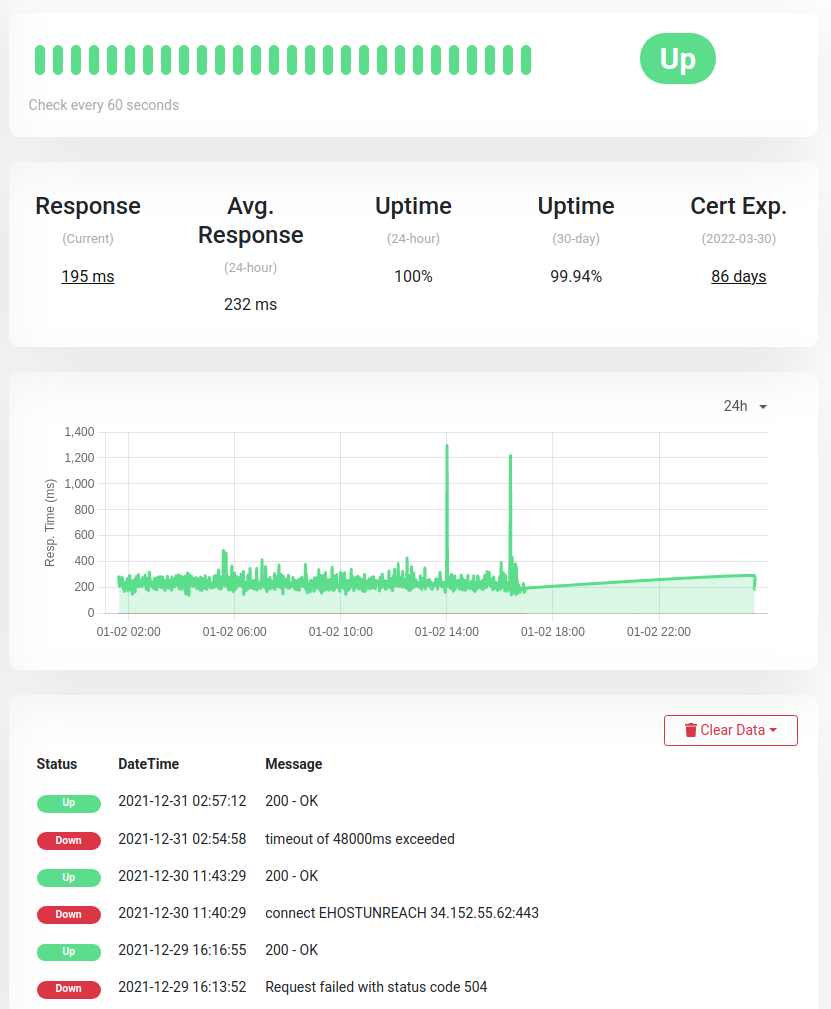 Up
Check every 60 seconds
Response
(Current)
195 ms
Avg.
Response
(24-hour)
232 ms
Uptime
(24-hour)
100%
Uptime
(30-day)
99.94%
Cert Exp.
(2022-03-30)
86 days
24h
Resp. Time (ms)
1,400
1,200
1,000
800
600
400
200
0
01-02 02:00 01-02 06:00 01-02 10:00 01-02 14:00 01-02 18:00 01-02 22:00
Clear Data
Status DateTime Message
Up 2021-12-31 02:57:12 200 - OK
Down 2021-12-31 02:54:58 timeout of 48000ms exceeded
Up 2021-12-30 11:43:29 200 - OK
Down 2021-12-30 11:40:29 connect EHOSTUNREACH 34.152.55.62:443
Up 2021-12-29 16:16:55 200 - OK
Down 2021-12-29 16:13:52 Request failed with status code 504